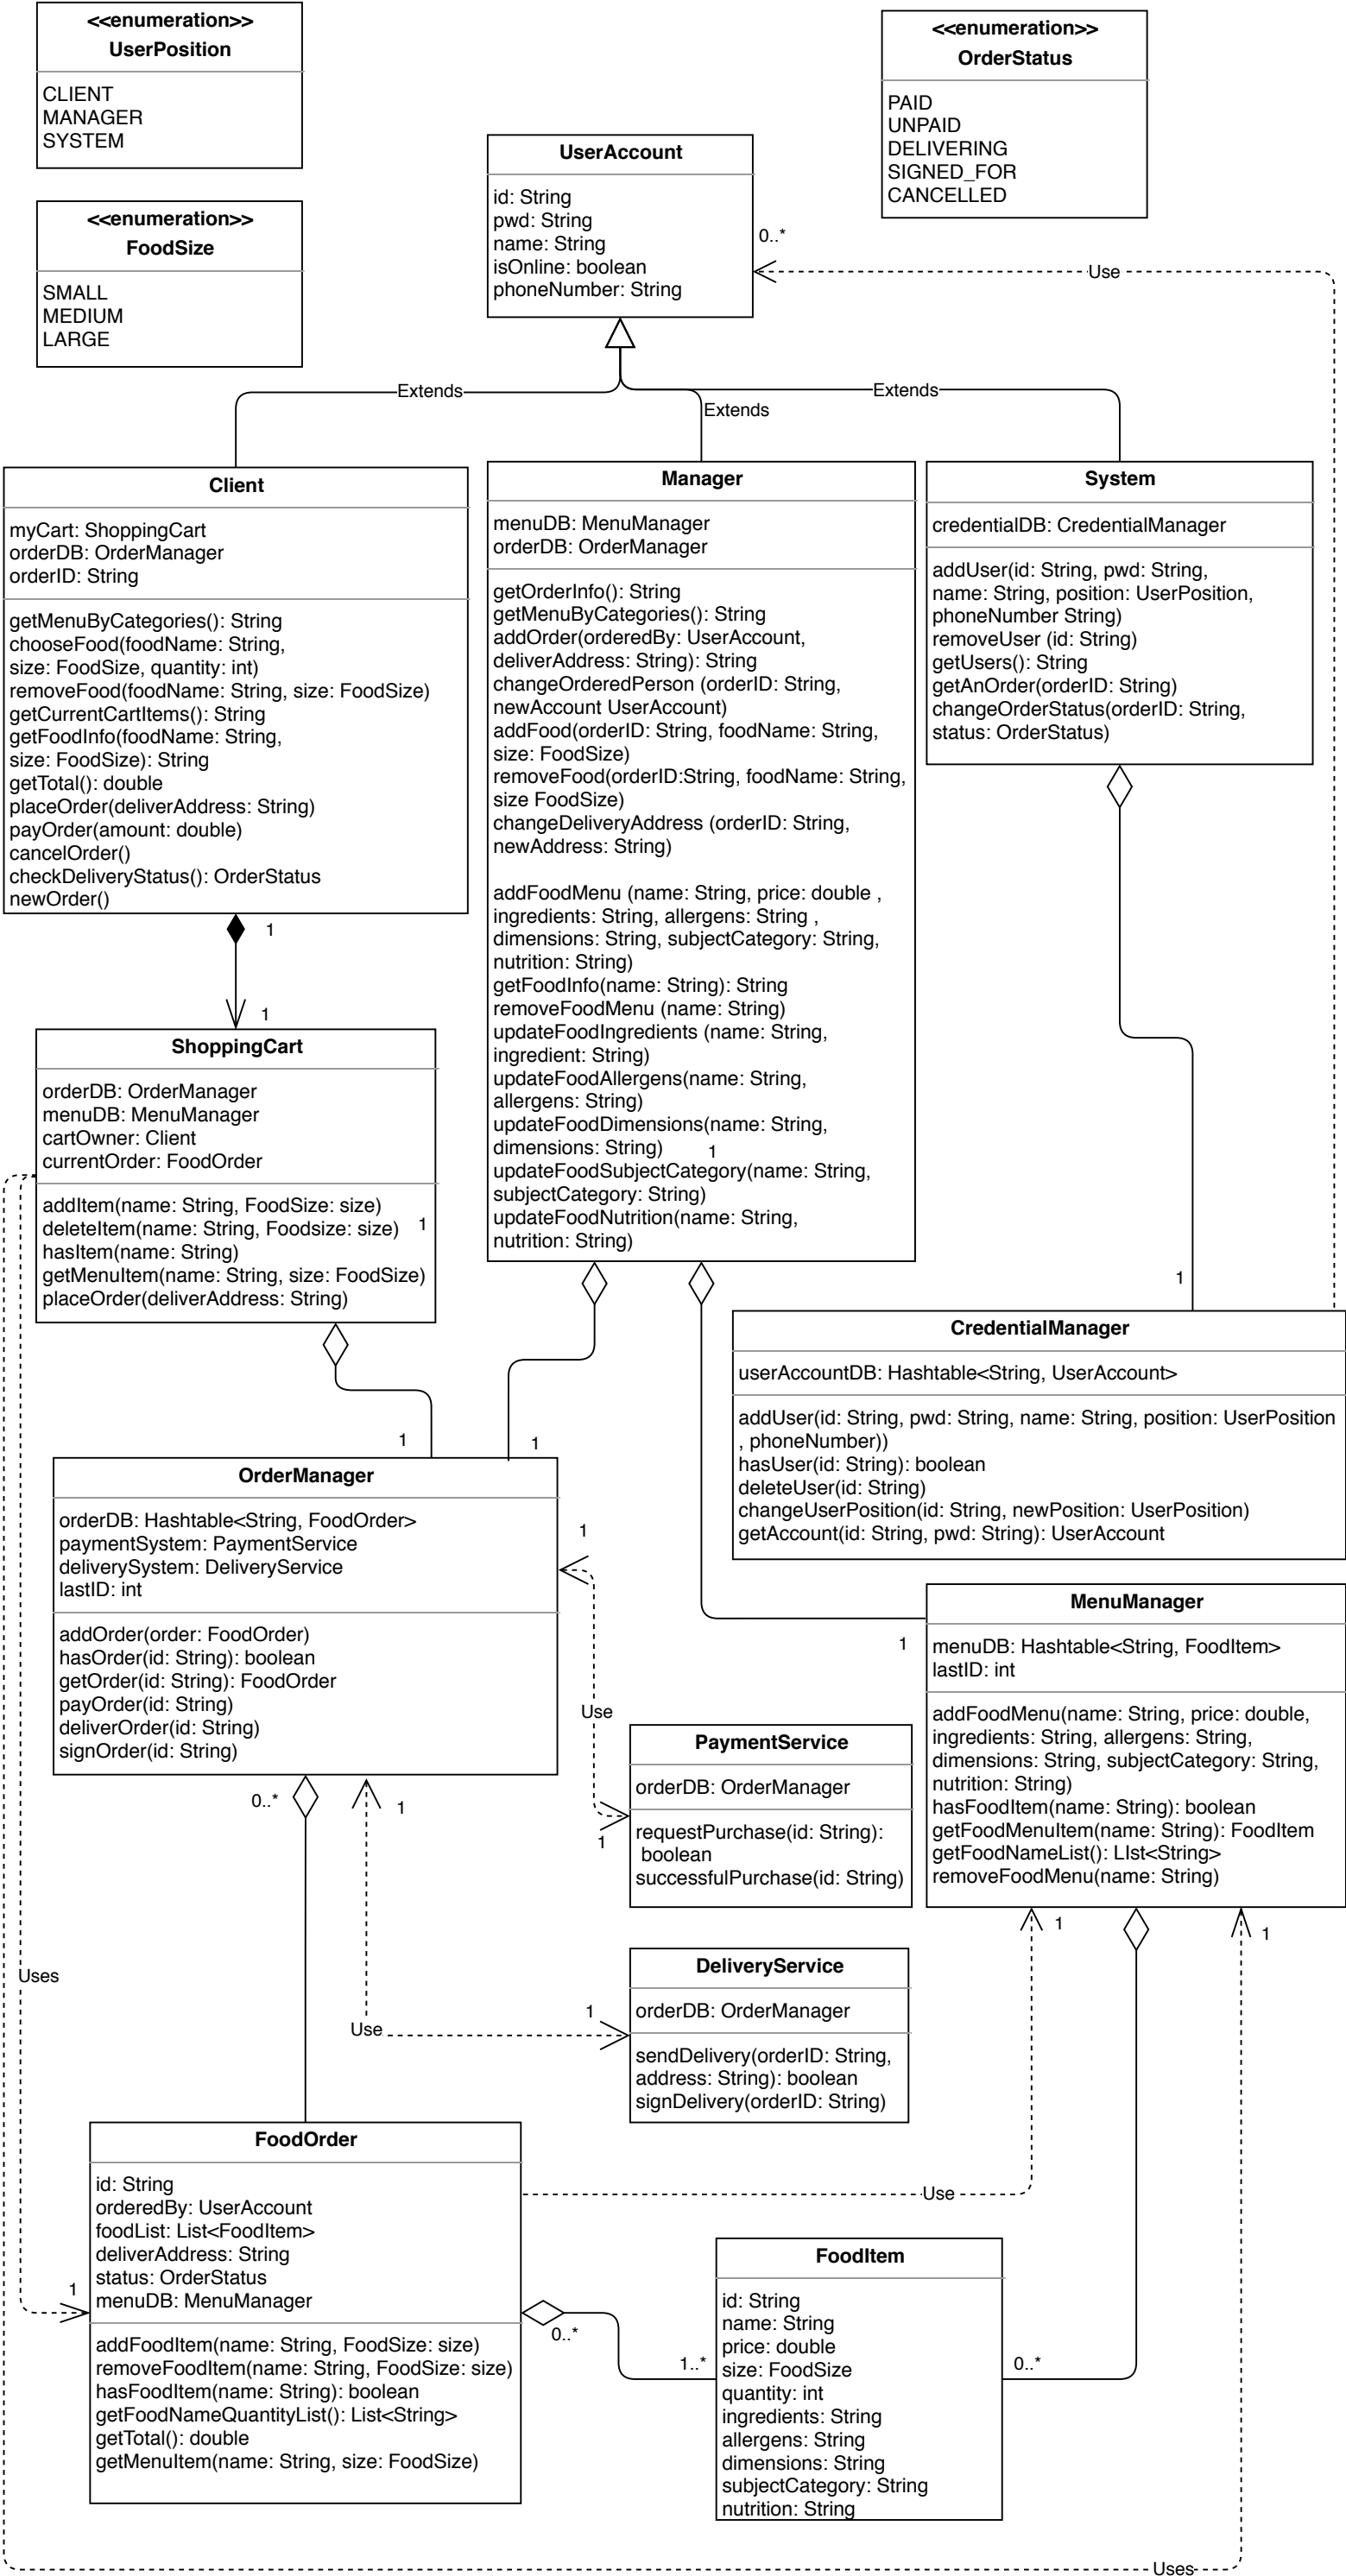 <<enumeration>>
UserPosition
CLIENT
MANAGER
SYSTEM
<<enumeration>>
OrderStatus
PAID
UNPAID
DELIVERING
SIGNED_FOR
CANCELLED
<<enumeration>>
FoodSize
SMALL
MEDIUM
LARGE
UserAccount
id: String
pwd: String
name: String
isOnline: boolean
phoneNumber: String
0..*
Use
Extends
Extends
Extends
Client
myCart: ShoppingCart
orderDB: OrderManager
orderID: String
getMenuByCategories(): String
chooseFood(foodName: String,
size: FoodSize, quantity: int)
removeFood(foodName: String, size: FoodSize)
getCurrentCartItems(): String
getFoodInfo(foodName: String,
size: FoodSize): String
getTotal(): double
placeOrder(deliverAddress: String)
payOrder(amount: double)
cancelOrder()
checkDeliveryStatus(): OrderStatus
newOrder()
1
1
Manager
menuDB: MenuManager
orderDB: OrderManager
getOrderInfo(): String
getMenuByCategories(): String
addOrder(orderedBy: UserAccount,
deliverAddress: String): String
changeOrderedPerson (orderID: String,
newAccount UserAccount)
addFood(orderID: String, foodName: String,
size: FoodSize)
removeFood(orderID:String, foodName: String,
size FoodSize)
changeDeliveryAddress (orderID: String,
newAddress: String)
addFoodMenu (name: String, price: double ,
ingredients: String, allergens: String ,
dimensions: String, subjectCategory: String,
nutrition: String)
getFoodInfo(name: String): String
removeFoodMenu (name: String)
updateFoodIngredients (name: String,
ingredient: String)
updateFoodAllergens(name: String,
allergens: String)
updateFoodDimensions(name: String,
dimensions: String)
1
updateFoodSubjectCategory(name: String,
subjectCategory: String)
updateFoodNutrition(name: String,
nutrition: String)
System
credentialDB: CredentialManager
addUser(id: String, pwd: String,
name: String, position: UserPosition,
phoneNumber String)
removeUser (id: String)
getUsers(): String
getAnOrder(orderID: String)
changeOrderStatus(orderID: String,
status: OrderStatus)
1
ShoppingCart
orderDB: OrderManager
menuDB: MenuManager
cartOwner: Client
currentOrder: FoodOrder
addItem(name: String, FoodSize: size)
deleteItem(name: String, Foodsize: size)
1
hasItem(name: String)
getMenuItem(name: String, size: FoodSize)
placeOrder(deliverAddress: String)
1
1
CredentialManager
userAccountDB: Hashtable<String, UserAccount>
addUser(id: String, pwd: String, name: String, position: UserPosition
, phoneNumber))
hasUser(id: String): boolean
deleteUser(id: String)
changeUserPosition(id: String, newPosition: UserPosition)
getAccount(id: String, pwd: String): UserAccount
OrderManager
orderDB: Hashtable<String, FoodOrder>
paymentSystem: PaymentService
deliverySystem: DeliveryService
lastID: int
addOrder(order: FoodOrder)
hasOrder(id: String): boolean
getOrder(id: String): FoodOrder
payOrder(id: String)
deliverOrder(id: String)
signOrder(id: String)
1
Use
1
0..*
1
1
MenuManager
menuDB: Hashtable<String, FoodItem>
lastID: int
addFoodMenu(name: String, price: double,
ingredients: String, allergens: String,
dimensions: String, subjectCategory: String,
nutrition: String)
hasFoodItem(name: String): boolean
getFoodMenuItem(name: String): FoodItem
getFoodNameList(): LIst<String>
removeFoodMenu(name: String)
1
1
PaymentService
orderDB: OrderManager
requestPurchase(id: String):
boolean
successfulPurchase(id: String)
DeliveryService
orderDB: OrderManager
sendDelivery(orderID: String,
address: String): boolean
signDelivery(orderID: String)
1
Use
Uses
FoodOrder
id: String
orderedBy: UserAccount
foodList: List<FoodItem>
deliverAddress: String
status: OrderStatus
menuDB: MenuManager
addFoodItem(name: String, FoodSize: size)
removeFoodItem(name: String, FoodSize: size)
hasFoodItem(name: String): boolean
getFoodNameQuantityList(): List<String>
getTotal(): double
getMenuItem(name: String, size: FoodSize)
1
Use
0..*
1..*
0..*
FoodItem
id: String
name: String
price: double
size: FoodSize
quantity: int
ingredients: String
allergens: String
dimensions: String
subjectCategory: String
nutrition: String
Uses